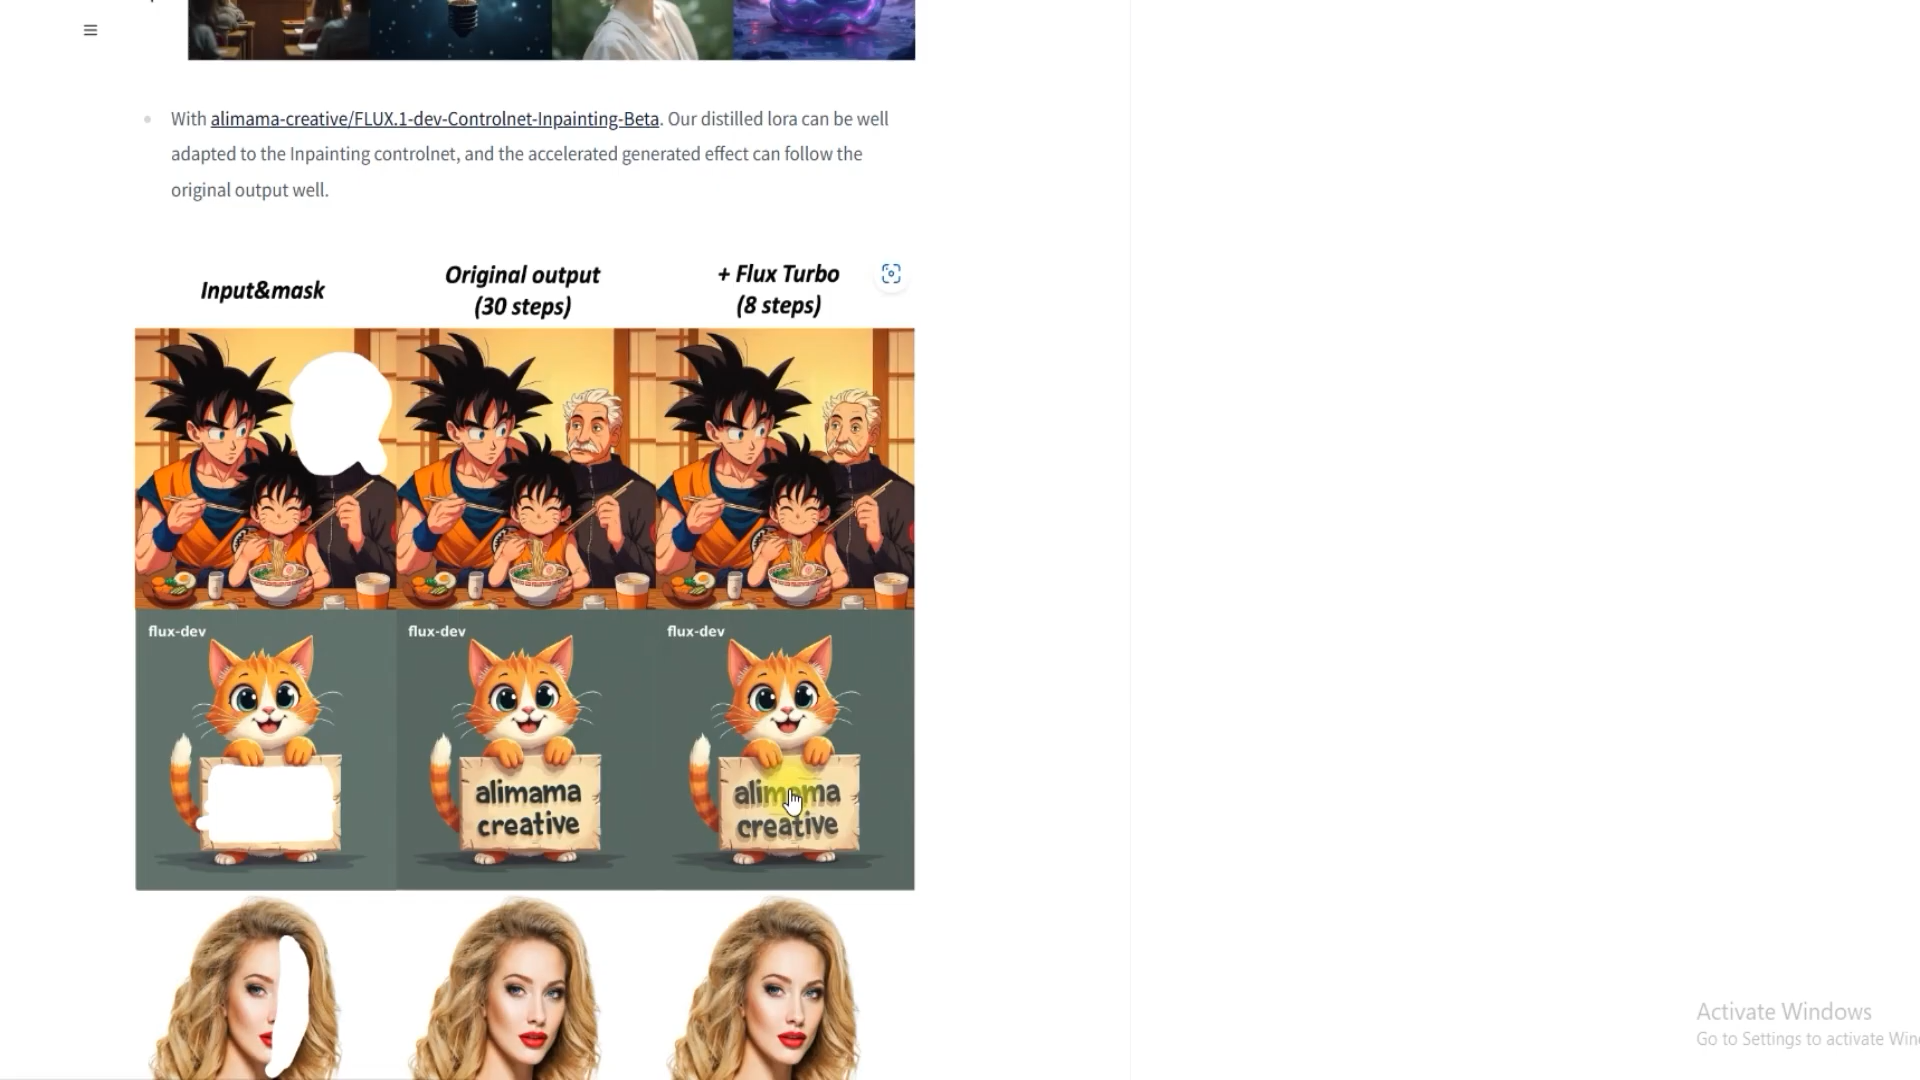 With alimama-creative/FLUX.1-dev-Controlnet-Inpainting-Beta. Our distilled lora can be well
adapted to the Inpainting controlnet, and the accelerated generated effect can follow the
original output well.
Input&mask
Original output
(30 steps)
+ Flux Turbo
(8 steps)
flux-dev
flux-dev
flux-dev
alimama
creative
alimama
creative
Activate Windows
Go to Settings to activate Win